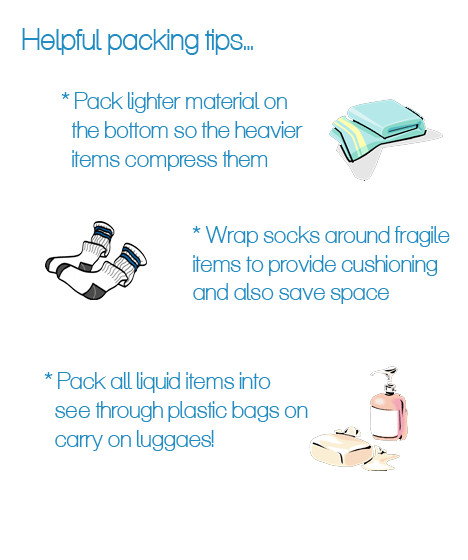 Helpful packing tips...
* Pack lighter material on
the bottom so the heavier
items compress them
* Wrap socks around fragile
items to provide cushioning
and also save space
* Pack all liquid items into
see through plastic bags on
carry on luggaes!